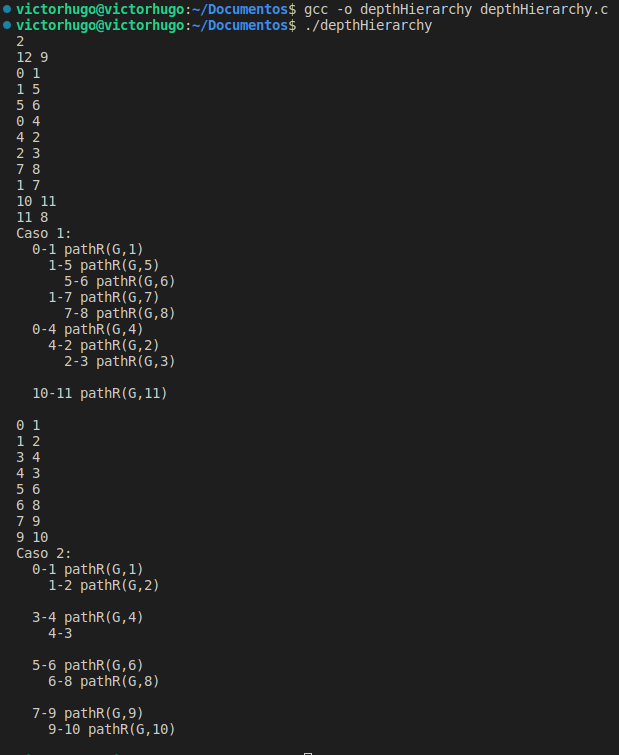 victorhugo@victorhugo:~/Documentos$ gcc -o depthHierarchy depthHierarchy.c
victorhugo@victorhugo:~/Documentos$ ./depthHierarchy
2
12 9
0 1
1 5
5 6
0 4
4 2
2 3
7 8
1 7
10 11
11 8
Caso 1:
  0-1 pathR(G,1)
    1-5 pathR(G,5)
      5-6 pathR(G,6)
    1-7 pathR(G,7)
      7-8 pathR(G,8)
  0-4 pathR(G,4)
    4-2 pathR(G,2)
      2-3 pathR(G,3)

  10-11 pathR(G,11)

0 1
1 2
3 4
4 3
5 6
6 8
7 9
9 10
Caso 2:
  0-1 pathR(G,1)
    1-2 pathR(G,2)

  3-4 pathR(G,4)
    4-3

  5-6 pathR(G,6)
    6-8 pathR(G,8)

  7-9 pathR(G,9)
    9-10 pathR(G,10)